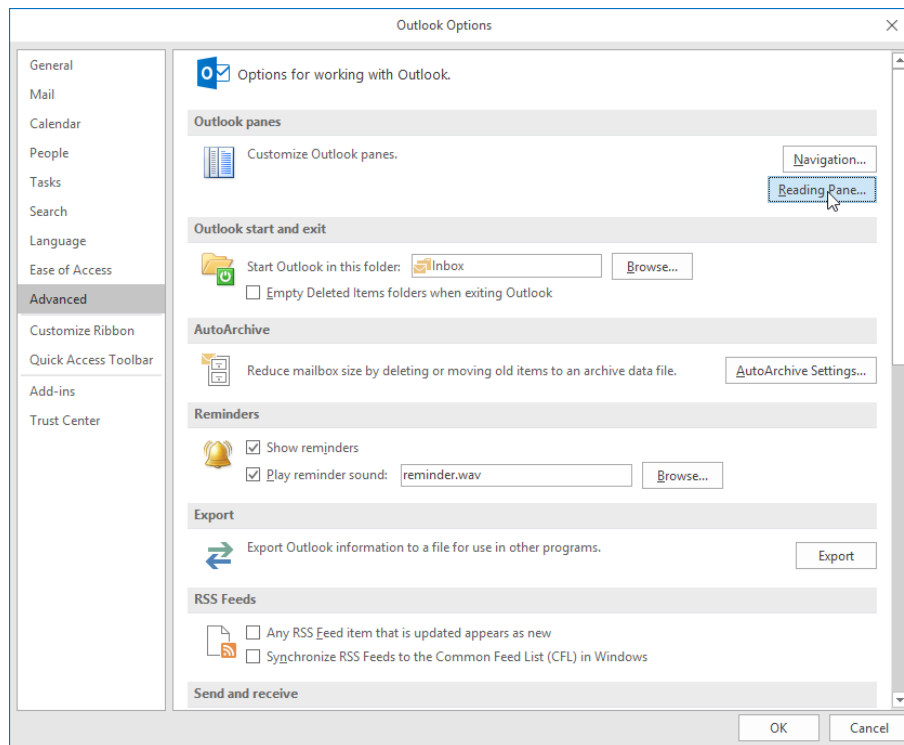 Outlook Options
General
Mail
Calendar
People
Tasks
Search
Language
Ease of Access
Advanced
Customize Ribbon
Quick Access Toolbar
Add-ins
Trust Center
Options for working with Outlook.
Outlook panes
Customize Outlook panes.
Navigation...
Reading Pane...
Outlook start and exit
Start Outlook in this folder: Inbox Browse...
Empty Deleted Items folders when exiting Outlook
AutoArchive
Reduce mailbox size by deleting or moving old items to an archive data file. AutoArchive Settings...
Reminders
Show reminders
Play reminder sound: reminder.wav Browse...
Export
Export Outlook information to a file for use in other programs. Export
RSS Feeds
Any RSS Feed item that is updated appears as new
Synchronize RSS Feeds to the Common Feed List (CFL) in Windows
Send and receive
OK Cancel